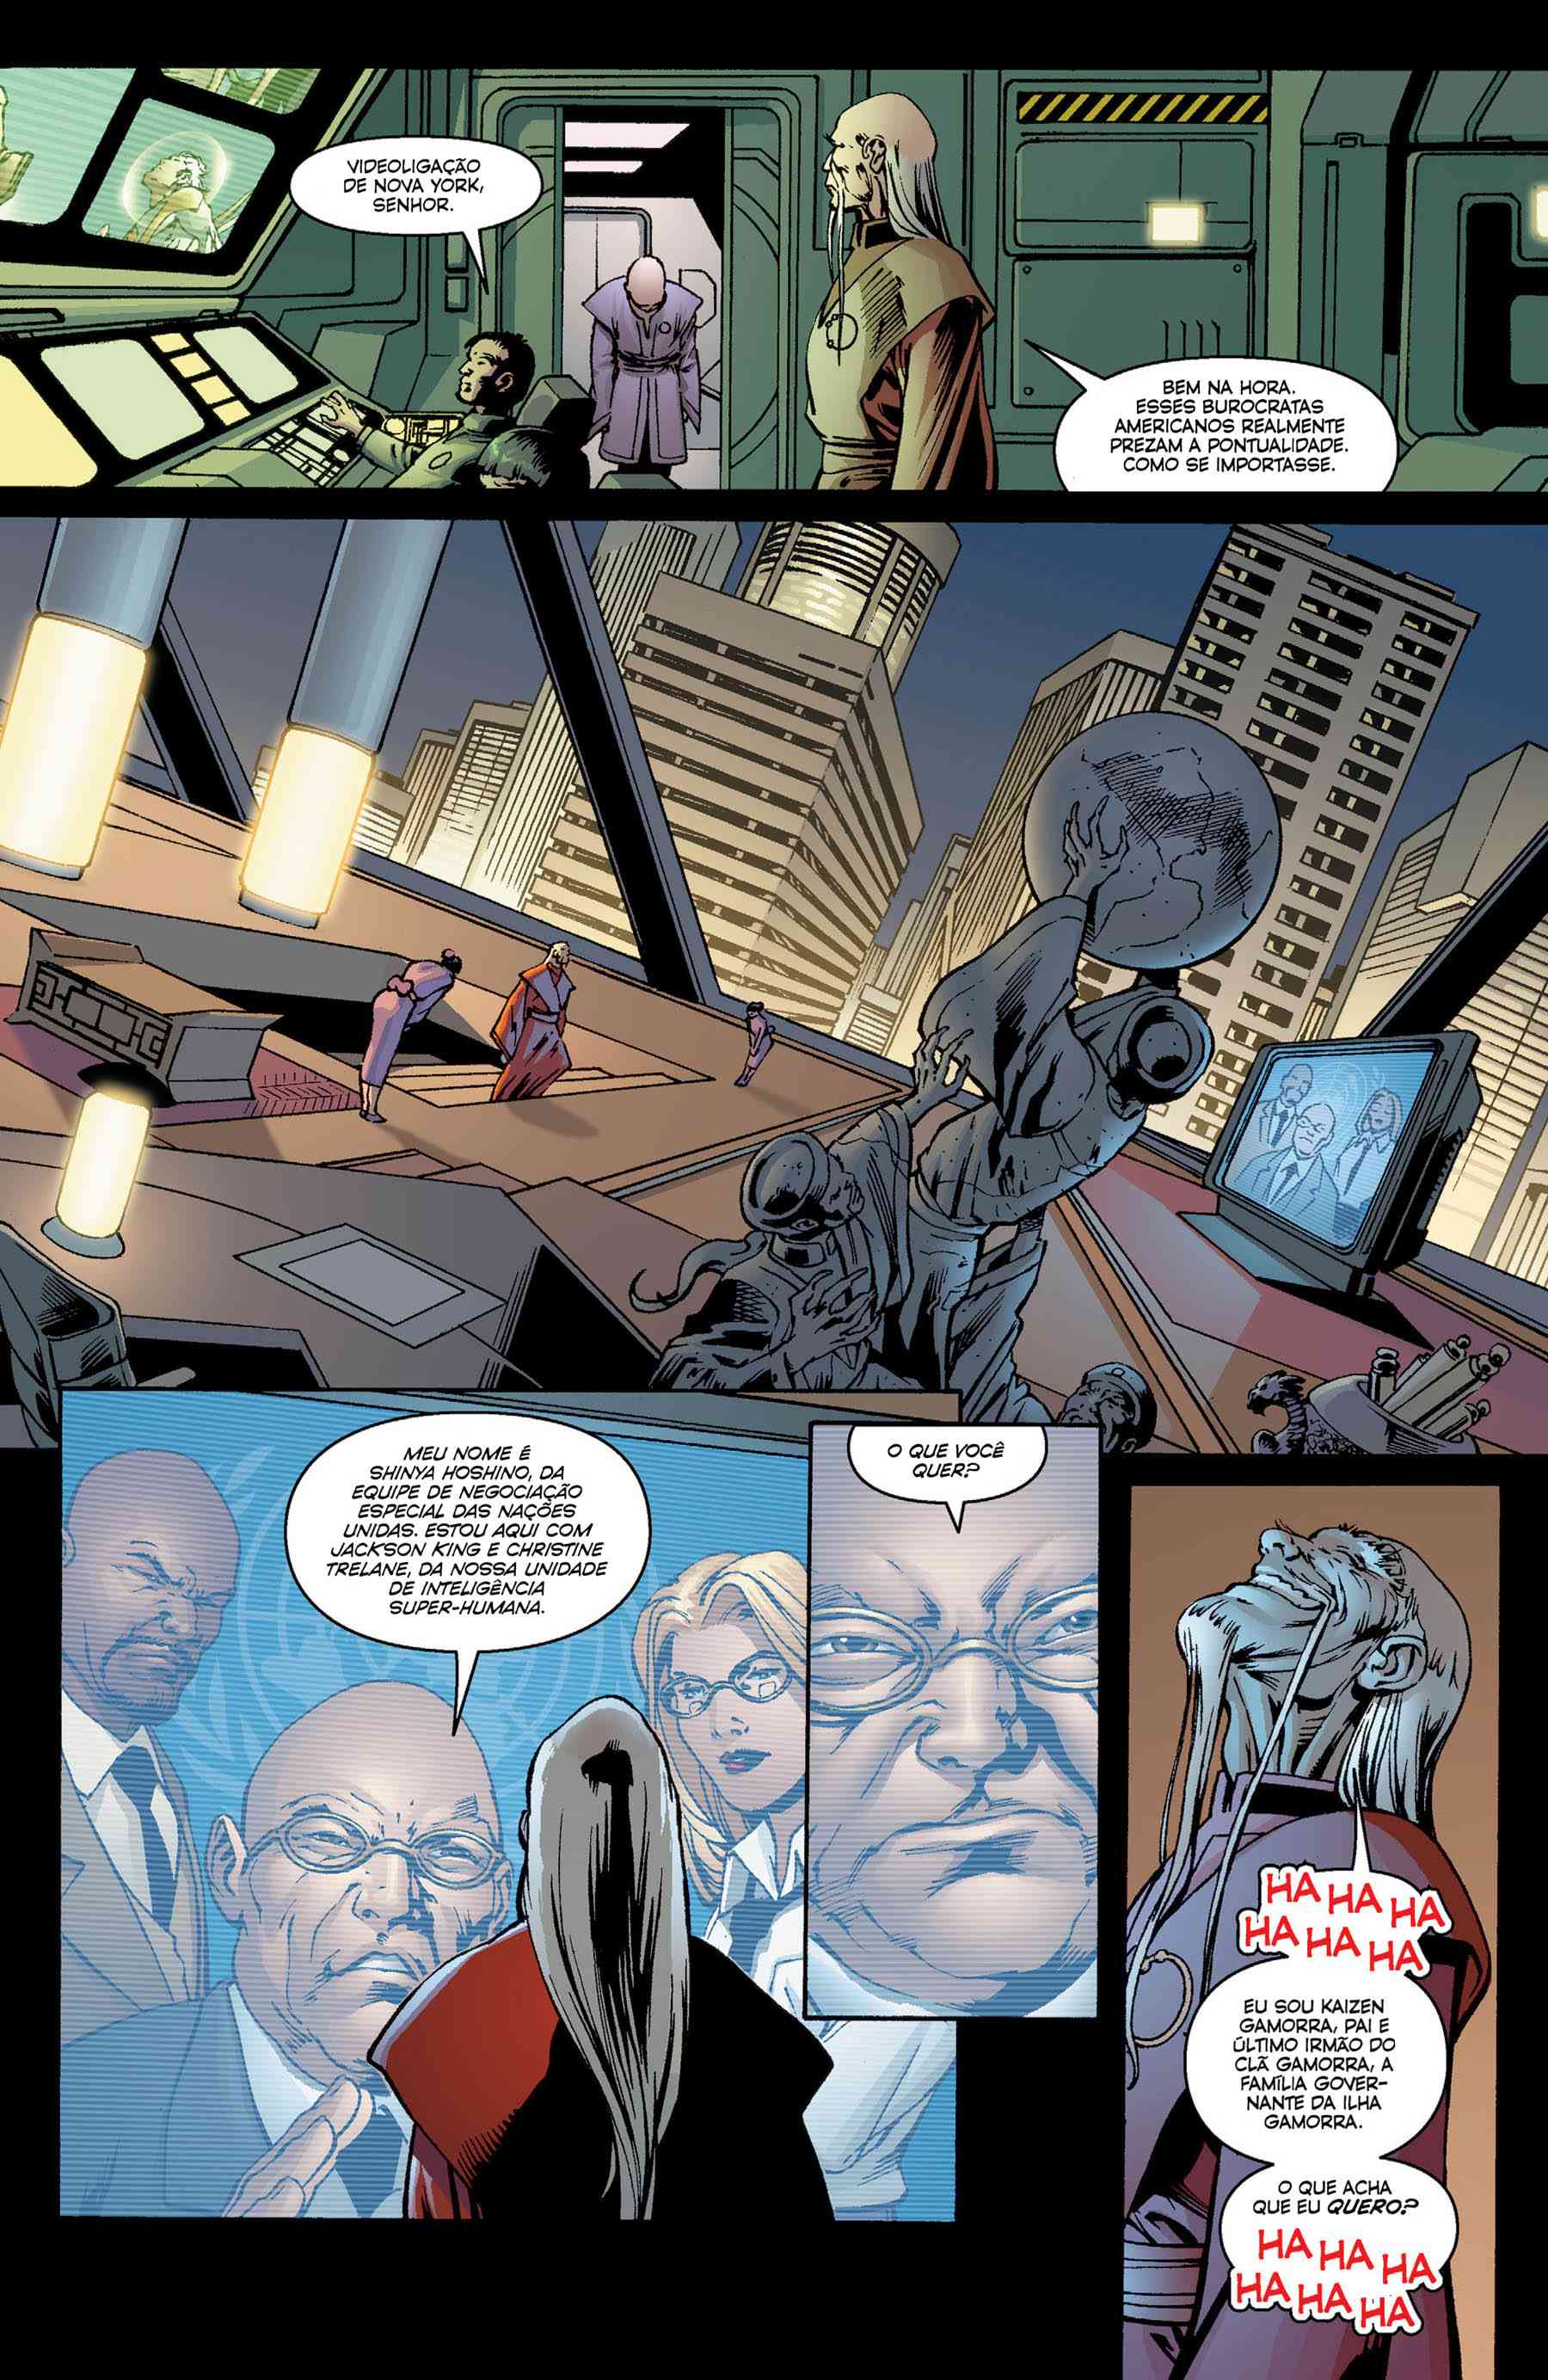 VIDEOLIGAÇÃO
DE NOVA YORK,
SENHOR.
BEM NA HORA.
ESSES BUROCRATAS
AMERICANOS REALMENTE
PREZAM A PONTUALIDADE.
COMO SE IMPORTASSE.
MEU NOME É
SHINYA HOSHINO, DA
EQUIPE DE NEGOCIAÇÃO
ESPECIAL DAS NAÇÕES
UNIDAS. ESTOU AQUI COM
JACKSON KING E CHRISTINE
TRELANE, DA NOSSA UNIDADE
DE INTELIGÊNCIA
SUPER-HUMANA.
O QUE VOCÊ
QUER?
HA HA HA
HA HA HA
EU SOU KAIZEN
GAMORRA, PAI E
ÚLTIMO IRMÃO DO
CLÃ GAMORRA, A
FAMÍLIA GOVER-
NANTE DA ILHA
GAMORRA.
O QUE ACHA
QUE EU QUERO?
HA HA HA
HA HA HA